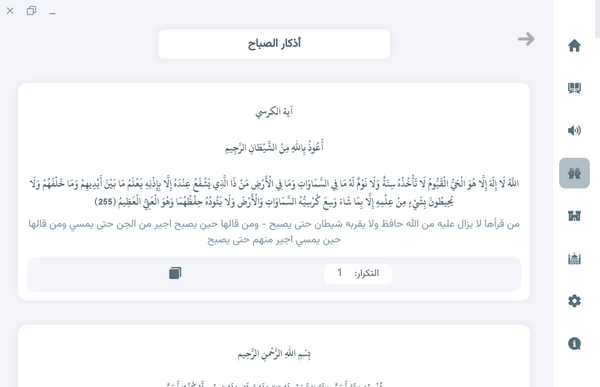 أذكار الصباح
آية الكرسي
أَعُوذُ بِاللهِ مِنْ الشَّيْطَانِ الرَّجِيمِ
اللَّهُ لَا إِلَهَ إِلَّا هُوَ الْحَيُّ الْقَيُّومُ لَا تَأْخُذُهُ سِنَةٌ وَلَا نَوْمٌ لَهُ مَا فِي السَّمَاوَاتِ وَمَا فِي الْأَرْضِ مَنْ ذَا الَّذِي يَشْفَعُ عِنْدَهُ إِلَّا بِإِذْنِهِ يَعْلَمُ مَا بَيْنَ أَيْدِيهِمْ وَمَا خَلْفَهُمْ وَلَا
يُحِيطُونَ بِشَيْءٍ مِنْ عِلْمِهِ إِلَّا بِمَا شَاءَ وَسِعَ كُرْسِيُّهُ السَّمَاوَاتِ وَالْأَرْضَ وَلَا يَئُودُهُ حِفْظُهُمَا وَهُوَ الْعَلِيُّ الْعَظِيمُ (255)
من قرأها لا يزال عليه من الله حافظ ولا يقربه شيطان حتى يصبح - ومن قالها حين يصبح اجير من الجن حتى يمسي ومن قالها
حين يمسي اجير منهم حتى يصبح
التكرار: 1
بِسْمِ اللهِ الرَّحْمنِ الرَّحِيم